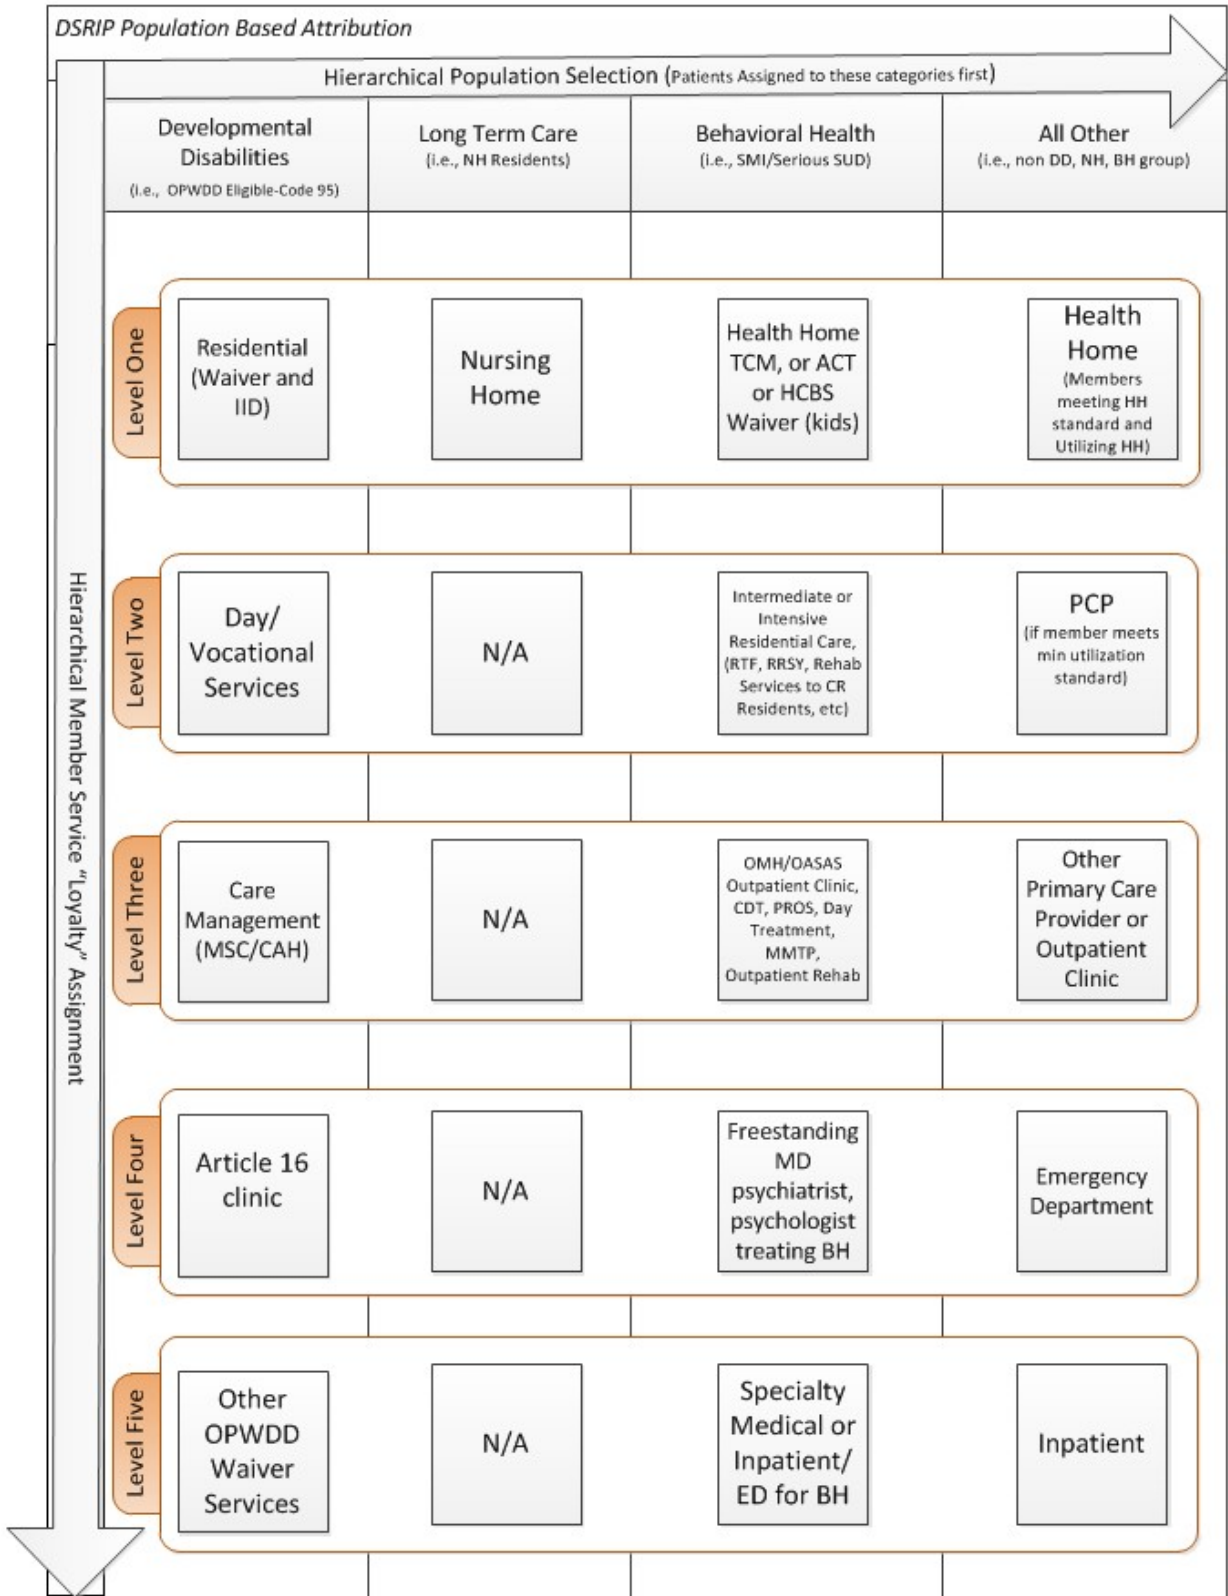 DSRIP Population Based Attribution
Hierarchical Population Selection (Patients Assigned to these categories first)
Developmental
Disabilities
(i.e., OPWDD Eligible-Code 95)
Long Term Care
(i.e., NH Residents)
Behavioral Health
(i.e., SMI/Serious SUD)
All Other
(i.e., non DD, NH, BH group)
Hierarchical Member Service "Loyalty" Assignment
Level One
Residential
(Waiver and
IID)
Nursing
Home
Health Home
TCM, or ACT
or HCBS
Waiver (kids)
Health
Home
(Members
meeting HH
standard and
Utilizing HH)
Level Two
Day/
Vocational
Services
N/A
Intermediate or
Intensive
Residential Care,
(RTF, RRSY, Rehab
Services to CR
Residents, etc)
PCP
(if member meets
min utilization
standard)
Level Three
Care
Management
(MSC/CAH)
N/A
OMH/OASAS
Outpatient Clinic,
CDT, PROS, Day
Treatment,
MMTP,
Outpatient Rehab
Other
Primary Care
Provider or
Outpatient
Clinic
Level Four
Article 16
clinic
N/A
Freestanding
MD
psychiatrist,
psychologist
treating BH
Emergency
Department
Level Five
Other
OPWDD
Waiver
Services
N/A
Specialty
Medical or
Inpatient/
ED for BH
Inpatient